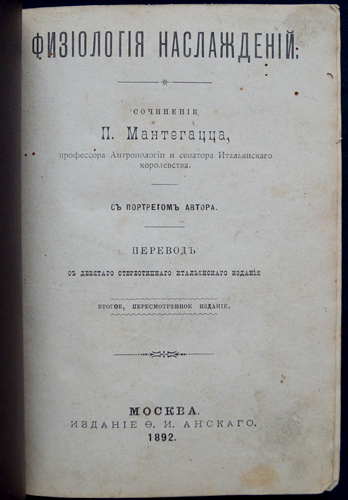 ФИЗІОЛОГІЯ НАСЛАЖДЕНІЙ:
СОЧИНЕНІЕ
П. Мантегацца,
профессора Антропологіи и сенатора Итальянскаго
королевства.
СЪ ПОРТРЕТОМЪ АВТОРА.
ПЕРЕВОДЪ
СЪ ДЕВЯТАГО СТЕРЕОТИПНАГО ИТАЛЬЯНСКАГО ИЗДАНІЯ
ВТОРОЕ, ПЕРЕСМОТРѢННОЕ ИЗДАНІЕ.
МОСКВА.
ИЗДАНІЕ Ѳ. И. АНСКАГО.
1892.